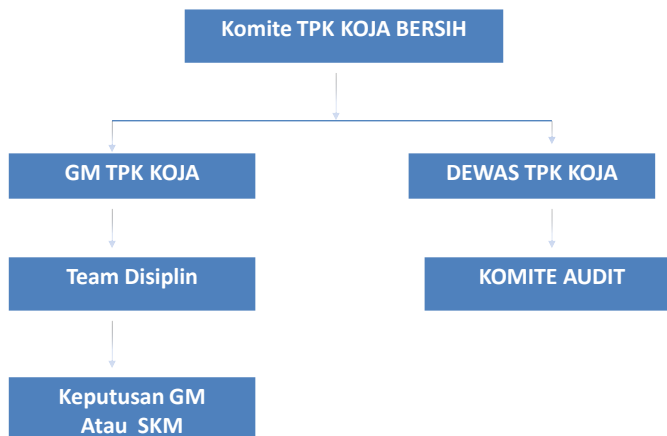 Komite TPK KOJA BERSIH
GM TPK KOJA
DEWAS TPK KOJA
Team Disiplin
KOMITE AUDIT
Keputusan GM
Atau SKM